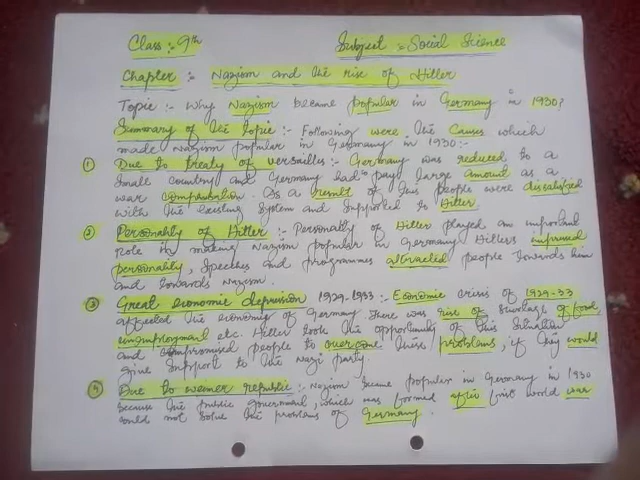 Class :- 9th Subject :- Social Science
Chapter :- Nazism and the rise of Hitler
Topic :- Why Nazism became popular in Germany in 1930?
Summary of the topic :- Following were the causes which
made nazism popular in Germany in 1930:-
① Due to treaty of versailles :- Germany was reduced to a
small country and Germany had to pay large amount as a
war. As a result of this people were dissatisfied
with the existing system and supported to Hitler
② Personality of Hitler :- Personality of Hitler played an important
role in making Nazism popular in Germany Hitler's
personality, speeches and programmes attracted people towards him
and towards nazism.
③ Great economic depression 1929-1933 :- Economic crisis of 1929-33
affected the economy of Germany. There was rise of shortage of food
unemployment etc. Hitler took the opportunity of this situation
and people to overcome these problems, if they would
give support to the Nazi party.
④ Due to weimer republic :- Nazism became popular in Germany in 1930
because the public government, which was formed after first world war
could not solve the problems of Germany.